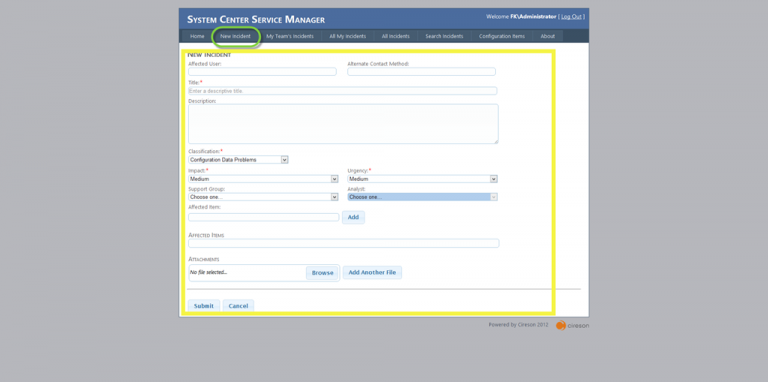 SYSTEM CENTER SERVICE MANAGER
Welcome FK\Administrator [ Log Out ]
Home New Incident My Team's Incidents All My Incidents All Incidents Search Incidents Configuration Items About
NEW INCIDENT
Affected User: Alternate Contact Method:
Title:*
Enter a descriptive title.
Description:
Classification:*
Configuration Data Problems
Impact:* Urgency:*
Medium Medium
Support Group: Analyst:
Choose one... Choose one...
Affected Item:
Add
AFFECTED ITEMS
ATTACHMENTS
No file selected... Browse Add Another File
Submit Cancel
Powered by Cireson 2012 cireson